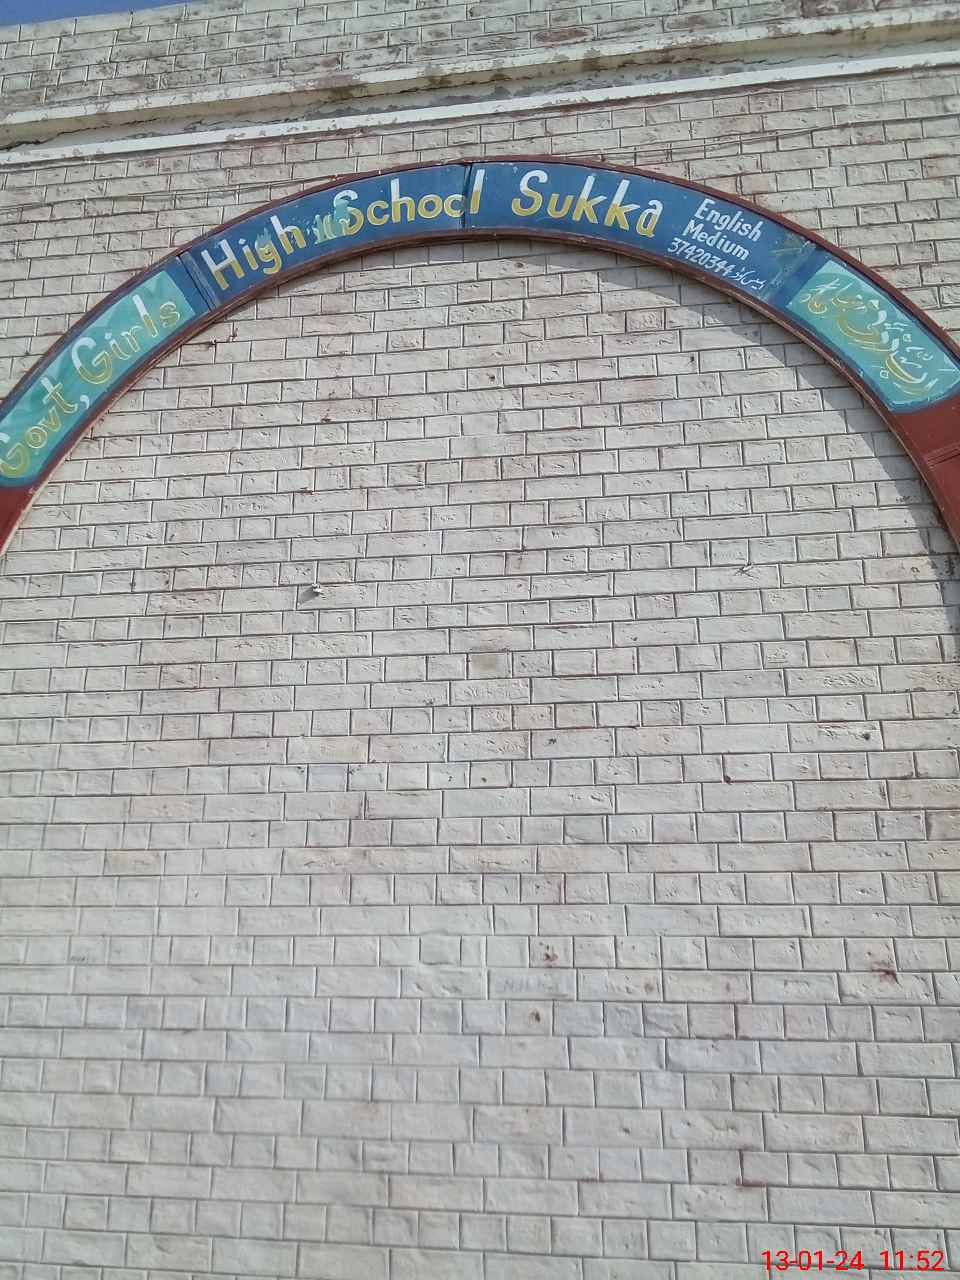 Govt, Girls High School Sukka
English
Medium
37420344
13-01-24 11:52